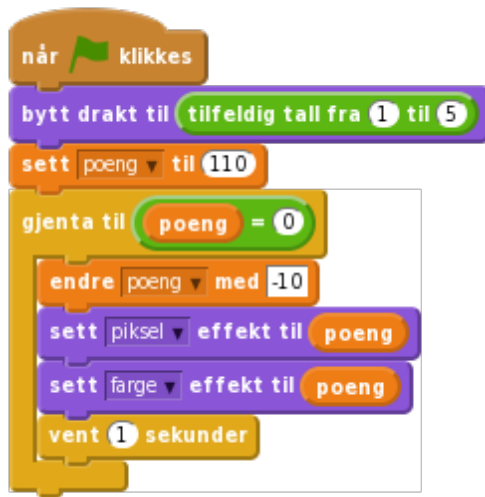 når klikkes
bytt drakt til tilfeldig tall fra 1 til 5
sett poeng til 110
gjenta til poeng = 0
endre poeng med -10
sett piksel effekt til poeng
sett farge effekt til poeng
vent 1 sekunder